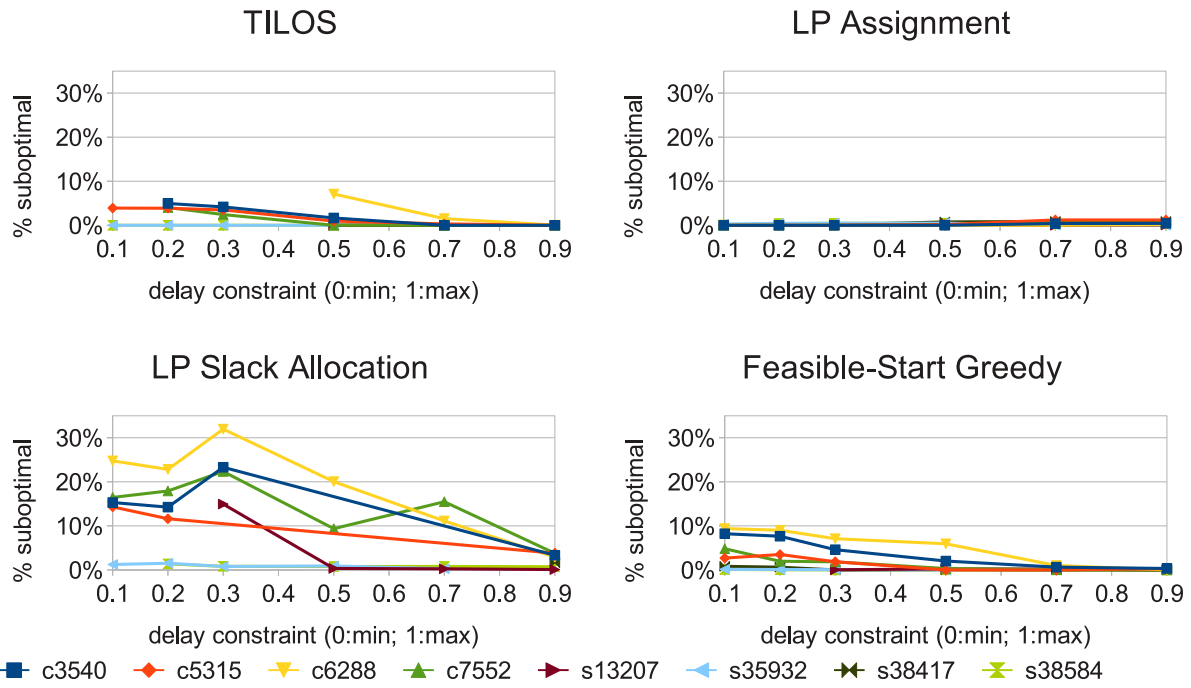 TILOS
% suboptimal
30%
20%
10%
0%
0.1 0.2 0.3 0.4 0.5 0.6 0.7 0.8 0.9
delay constraint (0:min; 1:max)
LP Assignment
% suboptimal
30%
20%
10%
0%
0.1 0.2 0.3 0.4 0.5 0.6 0.7 0.8 0.9
delay constraint (0:min; 1:max)
LP Slack Allocation
% suboptimal
30%
20%
10%
0%
0.1 0.2 0.3 0.4 0.5 0.6 0.7 0.8 0.9
delay constraint (0:min; 1:max)
Feasible-Start Greedy
% suboptimal
30%
20%
10%
0%
0.1 0.2 0.3 0.4 0.5 0.6 0.7 0.8 0.9
delay constraint (0:min; 1:max)
c3540 c5315 c6288 c7552 s13207 s35932 s38417 s38584